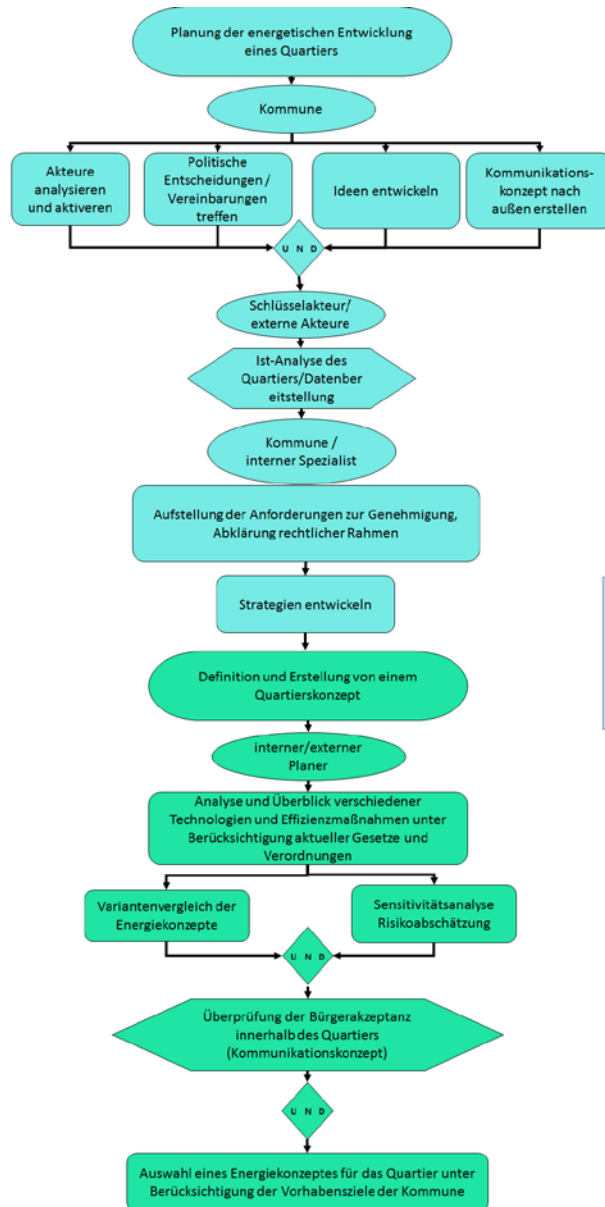 Planung der energetischen Entwicklung
eines Quartiers
Kommune
Akteure
analysieren
und aktiveren
Politische
Entscheidungen /
Vereinbarungen
treffen
Ideen entwickeln
Kommunikations-
konzept nach
außen erstellen
U N D
Schlüsselakteur/
externe Akteure
Ist-Analyse des
Quartiers/Datenber
eitstellung
Kommune /
interner Spezialist
Aufstellung der Anforderungen zur Genehmigung,
Abklärung rechtlicher Rahmen
Strategien entwickeln
Definition und Erstellung von einem
Quartierskonzept
interner/externer
Planer
Analyse und Überblick verschiedener
Technologien und Effizienzmaßnahmen unter
Berücksichtigung aktueller Gesetze und
Verordnungen
Variantenvergleich der
Energiekonzepte
Sensitivitätsanalyse
Risikoabschätzung
U N D
Überprüfung der Bürgerakzeptanz
innerhalb des Quartiers
(Kommunikationskonzept)
U N D
Auswahl eines Energiekonzeptes für das Quartier unter
Berücksichtigung der Vorhabensziele der Kommune